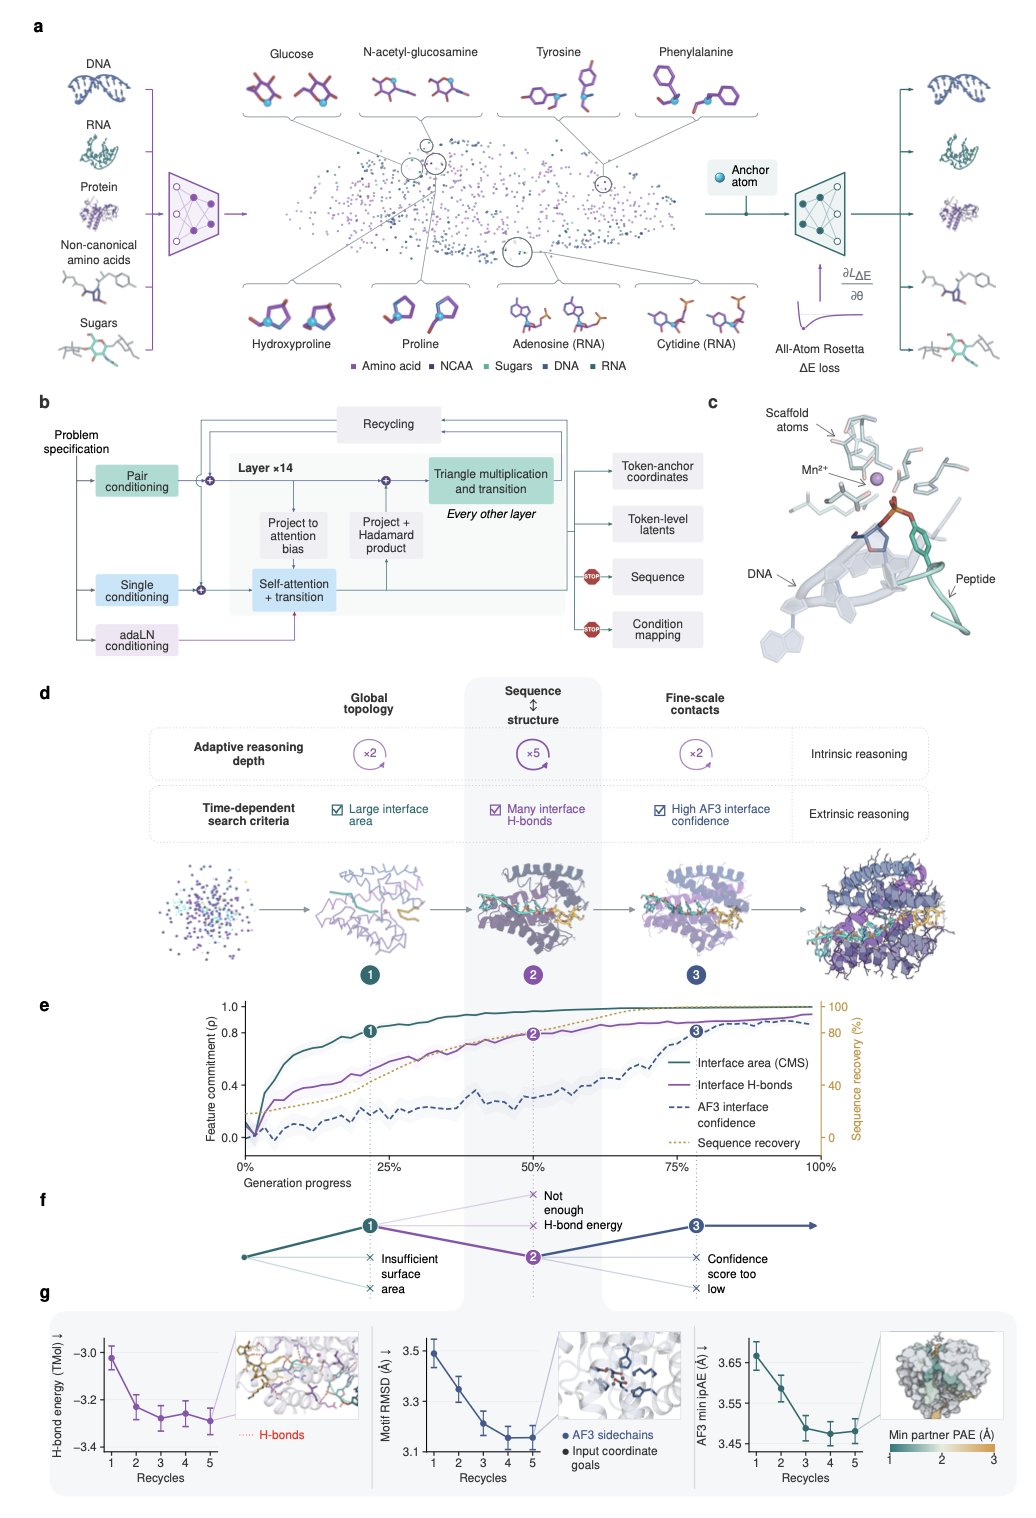 a
DNA
RNA
Protein
Non-canonical
amino acids
Sugars
Glucose
N-acetyl-glucosamine
Tyrosine
Phenylalanine
Hydroxyproline
Proline
Adenosine (RNA)
Cytidine (RNA)
Amino acid
NCAA
Sugars
DNA
RNA
Anchor
atom
∂L ΔE
∂θ
All-Atom Rosetta
ΔE loss
b
Problem
specification
Pair
conditioning
Single
conditioning
adaLN
conditioning
Recycling
Layer ×14
Project to
attention
bias
Project +
Hadamard
product
Self-attention
+ transition
Triangle multiplication
and transition
Every other layer
Token-anchor
coordinates
Token-level
latents
STOP
Sequence
STOP
Condition
mapping
c
Scaffold
atoms
Mn²⁺
DNA
Peptide
d
Global
topology
Sequence
↕
structure
Fine-scale
contacts
Adaptive reasoning
depth
×2
×5
×2
Intrinsic reasoning
Time-dependent
search criteria
Large interface
area
Many interface
H-bonds
High AF3 interface
confidence
Extrinsic reasoning
1
2
3
e
Feature commitment (ρ)
1.0
0.8
0.4
0.0
1
2
3
Interface area (CMS)
Interface H-bonds
AF3 interface
confidence
Sequence recovery
100
80
40
0
Sequence recovery (%)
0%
25%
50%
75%
100%
Generation progress
f
1
2
3
Not
enough
H-bond energy
Insufficient
surface
area
Confidence
score too
low
g
H-bond energy (TMol) ↓
−3.0
−3.2
−3.4
1 2 3 4 5
Recycles
H-bonds
Motif RMSD (Å) ↓
3.5
3.3
3.1
1 2 3 4 5
Recycles
AF3 sidechains
Input coordinate
goals
AF3 min ipAE (Å) ↓
3.65
3.55
3.45
1 2 3 4 5
Recycles
Min partner PAE (Å)
1 2 3